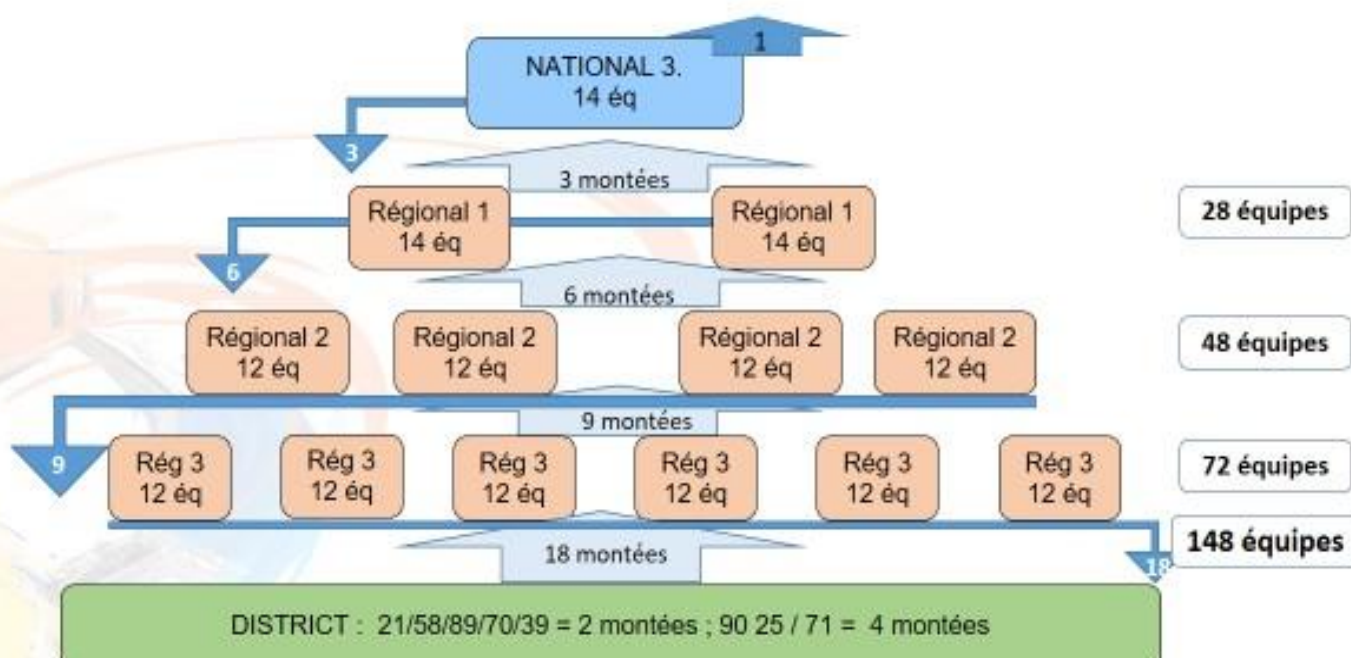 1
NATIONAL 3.
14 éq
3
3 montées
Régional 1
14 éq
Régional 1
14 éq
28 équipes
6
6 montées
Régional 2
12 éq
Régional 2
12 éq
Régional 2
12 éq
Régional 2
12 éq
48 équipes
9 montées
9
Rég 3
12 éq
Rég 3
12 éq
Rég 3
12 éq
Rég 3
12 éq
Rég 3
12 éq
Rég 3
12 éq
72 équipes
148 équipes
18 montées
18
DISTRICT : 21/58/89/70/39 = 2 montées ; 90 25 / 71 = 4 montées